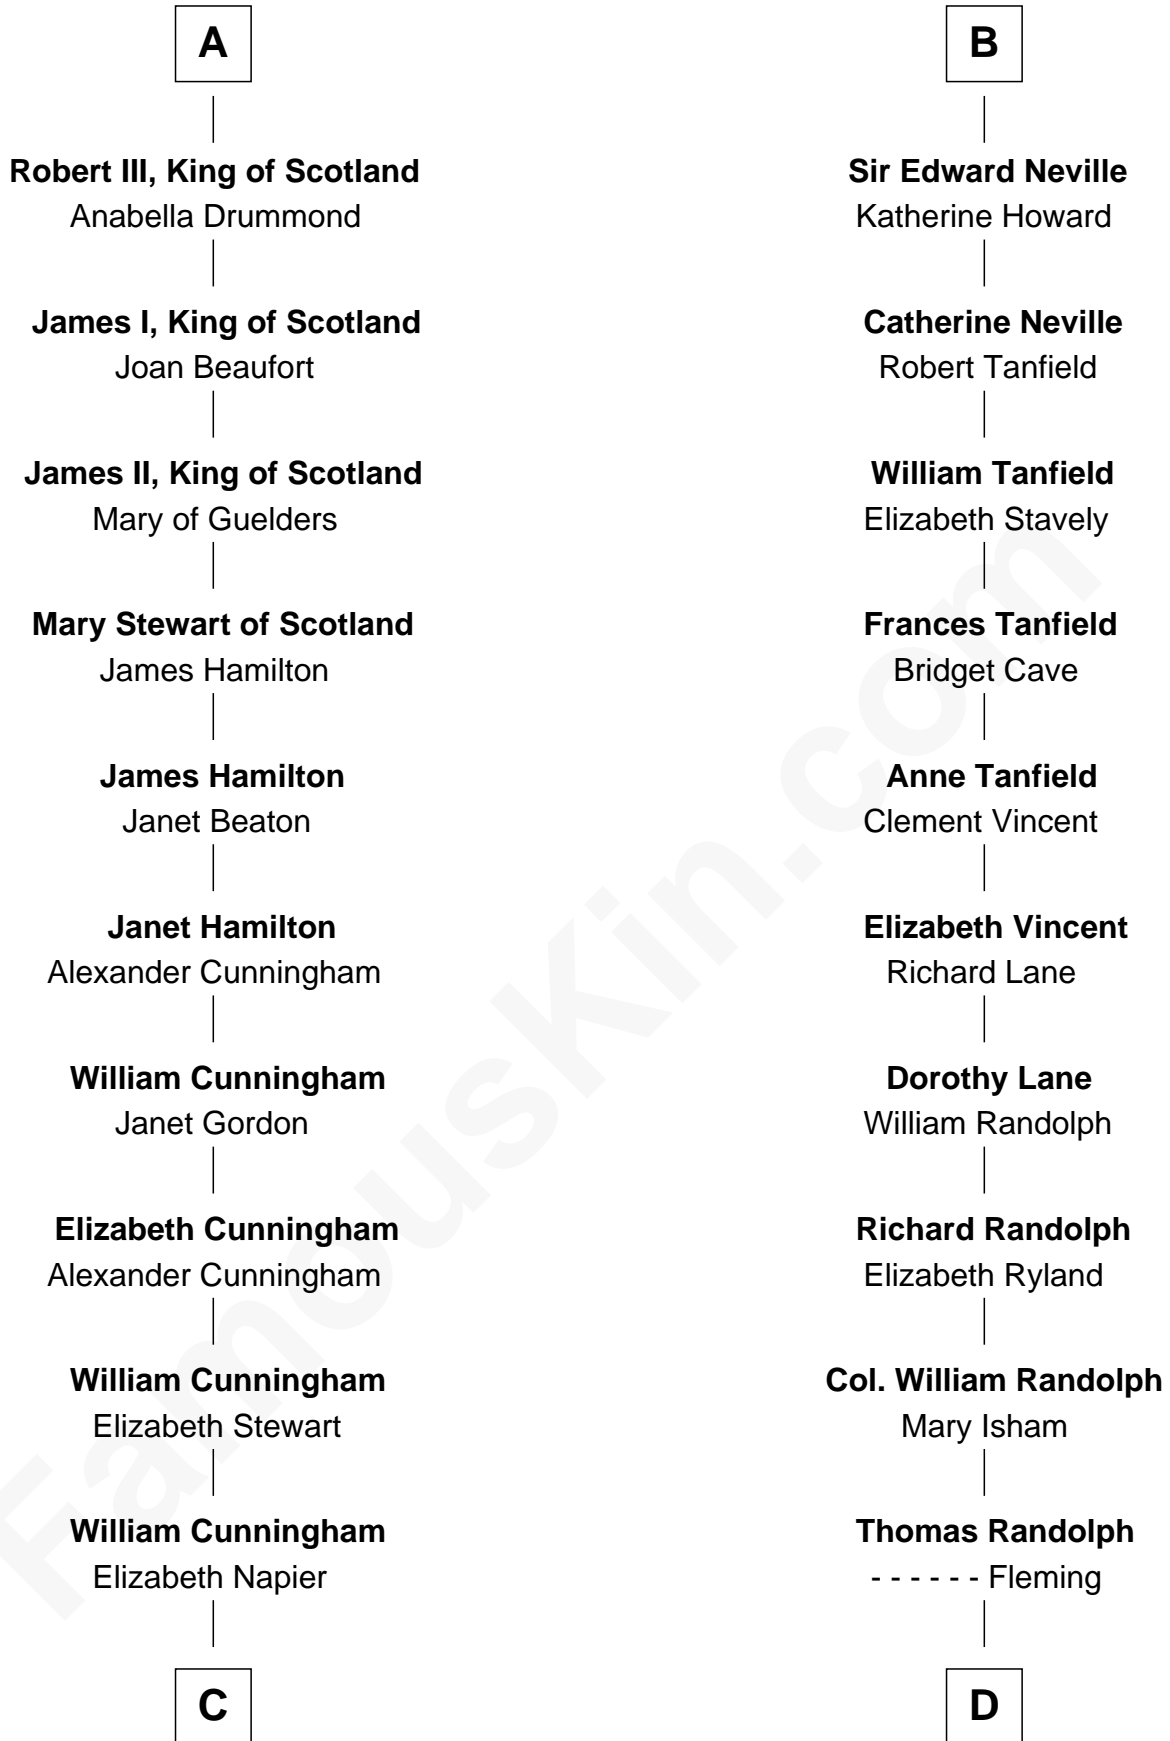 A
Robert III, King of Scotland
Anabella Drummond
James I, King of Scotland
Joan Beaufort
James II, King of Scotland
Mary of Guelders
Mary Stewart of Scotland
James Hamilton
James Hamilton
Janet Beaton
Janet Hamilton
Alexander Cunningham
William Cunningham
Janet Gordon
Elizabeth Cunningham
Alexander Cunningham
William Cunningham
Elizabeth Stewart
William Cunningham
Elizabeth Napier
C
B
Sir Edward Neville
Katherine Howard
Catherine Neville
Robert Tanfield
William Tanfield
Elizabeth Stavely
Frances Tanfield
Bridget Cave
Anne Tanfield
Clement Vincent
Elizabeth Vincent
Richard Lane
Dorothy Lane
William Randolph
Richard Randolph
Elizabeth Ryland
Col. William Randolph
Mary Isham
Thomas Randolph
- - - - - - Fleming
D
FamousKin.com